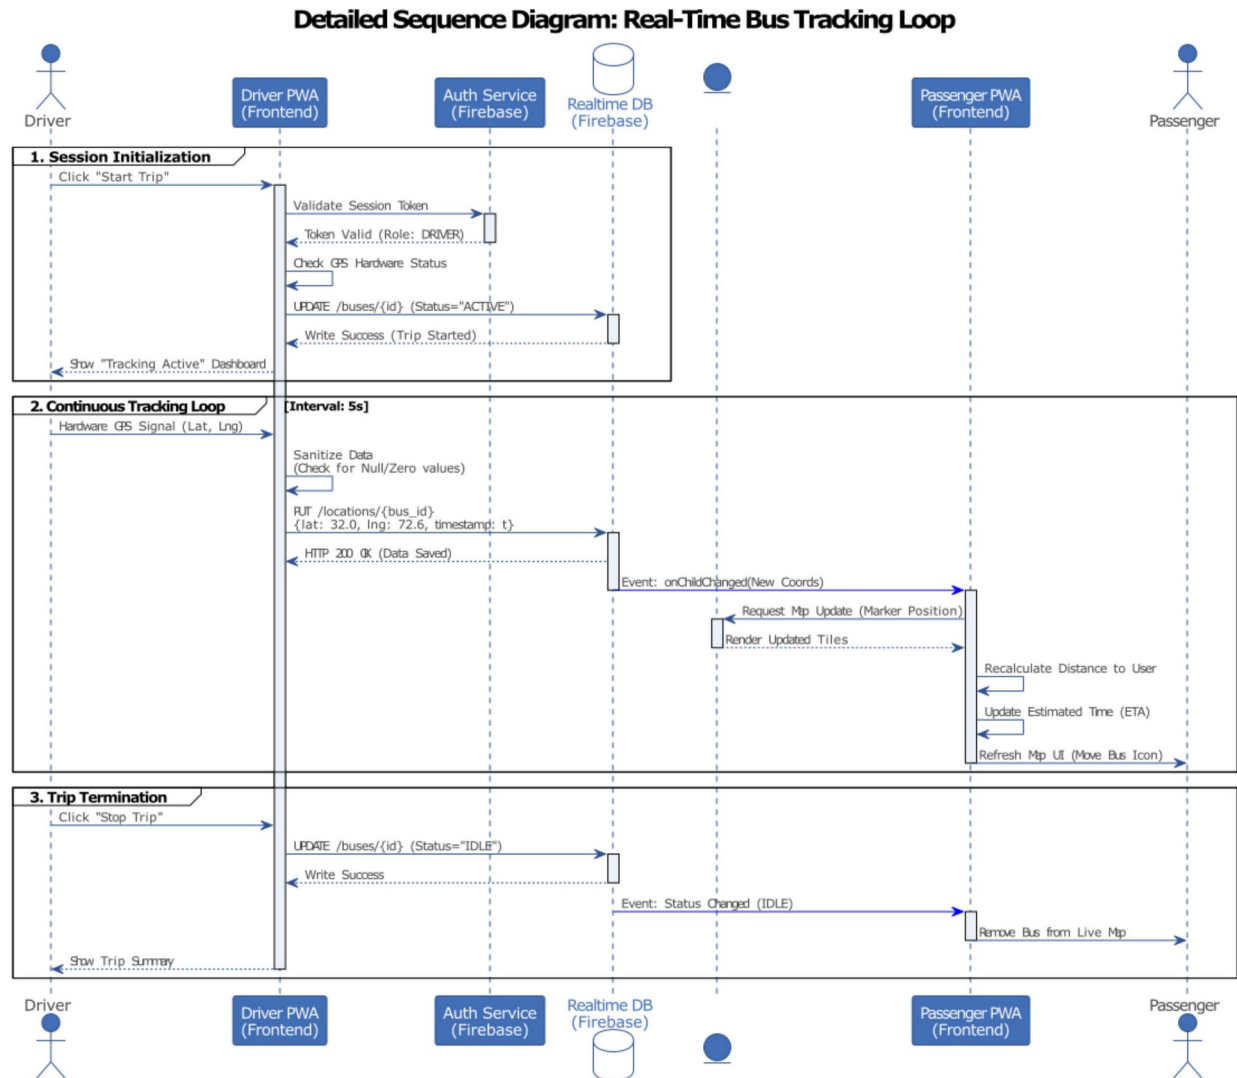 Detailed Sequence Diagram: Real-Time Bus Tracking Loop
Driver
Driver PWA
(Frontend)
Auth Service
(Firebase)
Realtime DB
(Firebase)
Passenger PWA
(Frontend)
Passenger
1. Session Initialization
Click "Start Trip"
Validate Session Token
Token Valid (Role: DRIVER)
Check GPS Hardware Status
UPDATE /buses/{id} (Status="ACTIVE")
Write Success (Trip Started)
Show "Tracking Active" Dashboard
2. Continuous Tracking Loop
[Interval: 5s]
Hardware GPS Signal (Lat, Lng)
Sanitize Data
(Check for Null/Zero values)
PUT /locations/{bus_id}
{lat: 32.0, lng: 72.6, timestamp: t}
HTTP 200 OK (Data Saved)
Event: onChildChanged(New Coords)
Request Map Update (Marker Position)
Render Updated Tiles
Recalculate Distance to User
Update Estimated Time (ETA)
Refresh Map UI (Move Bus Icon)
3. Trip Termination
Click "Stop Trip"
UPDATE /buses/{id} (Status="IDLE")
Write Success
Event: Status Changed (IDLE)
Remove Bus from Live Map
Show Trip Summary
Driver
Driver PWA
(Frontend)
Auth Service
(Firebase)
Realtime DB
(Firebase)
Passenger PWA
(Frontend)
Passenger